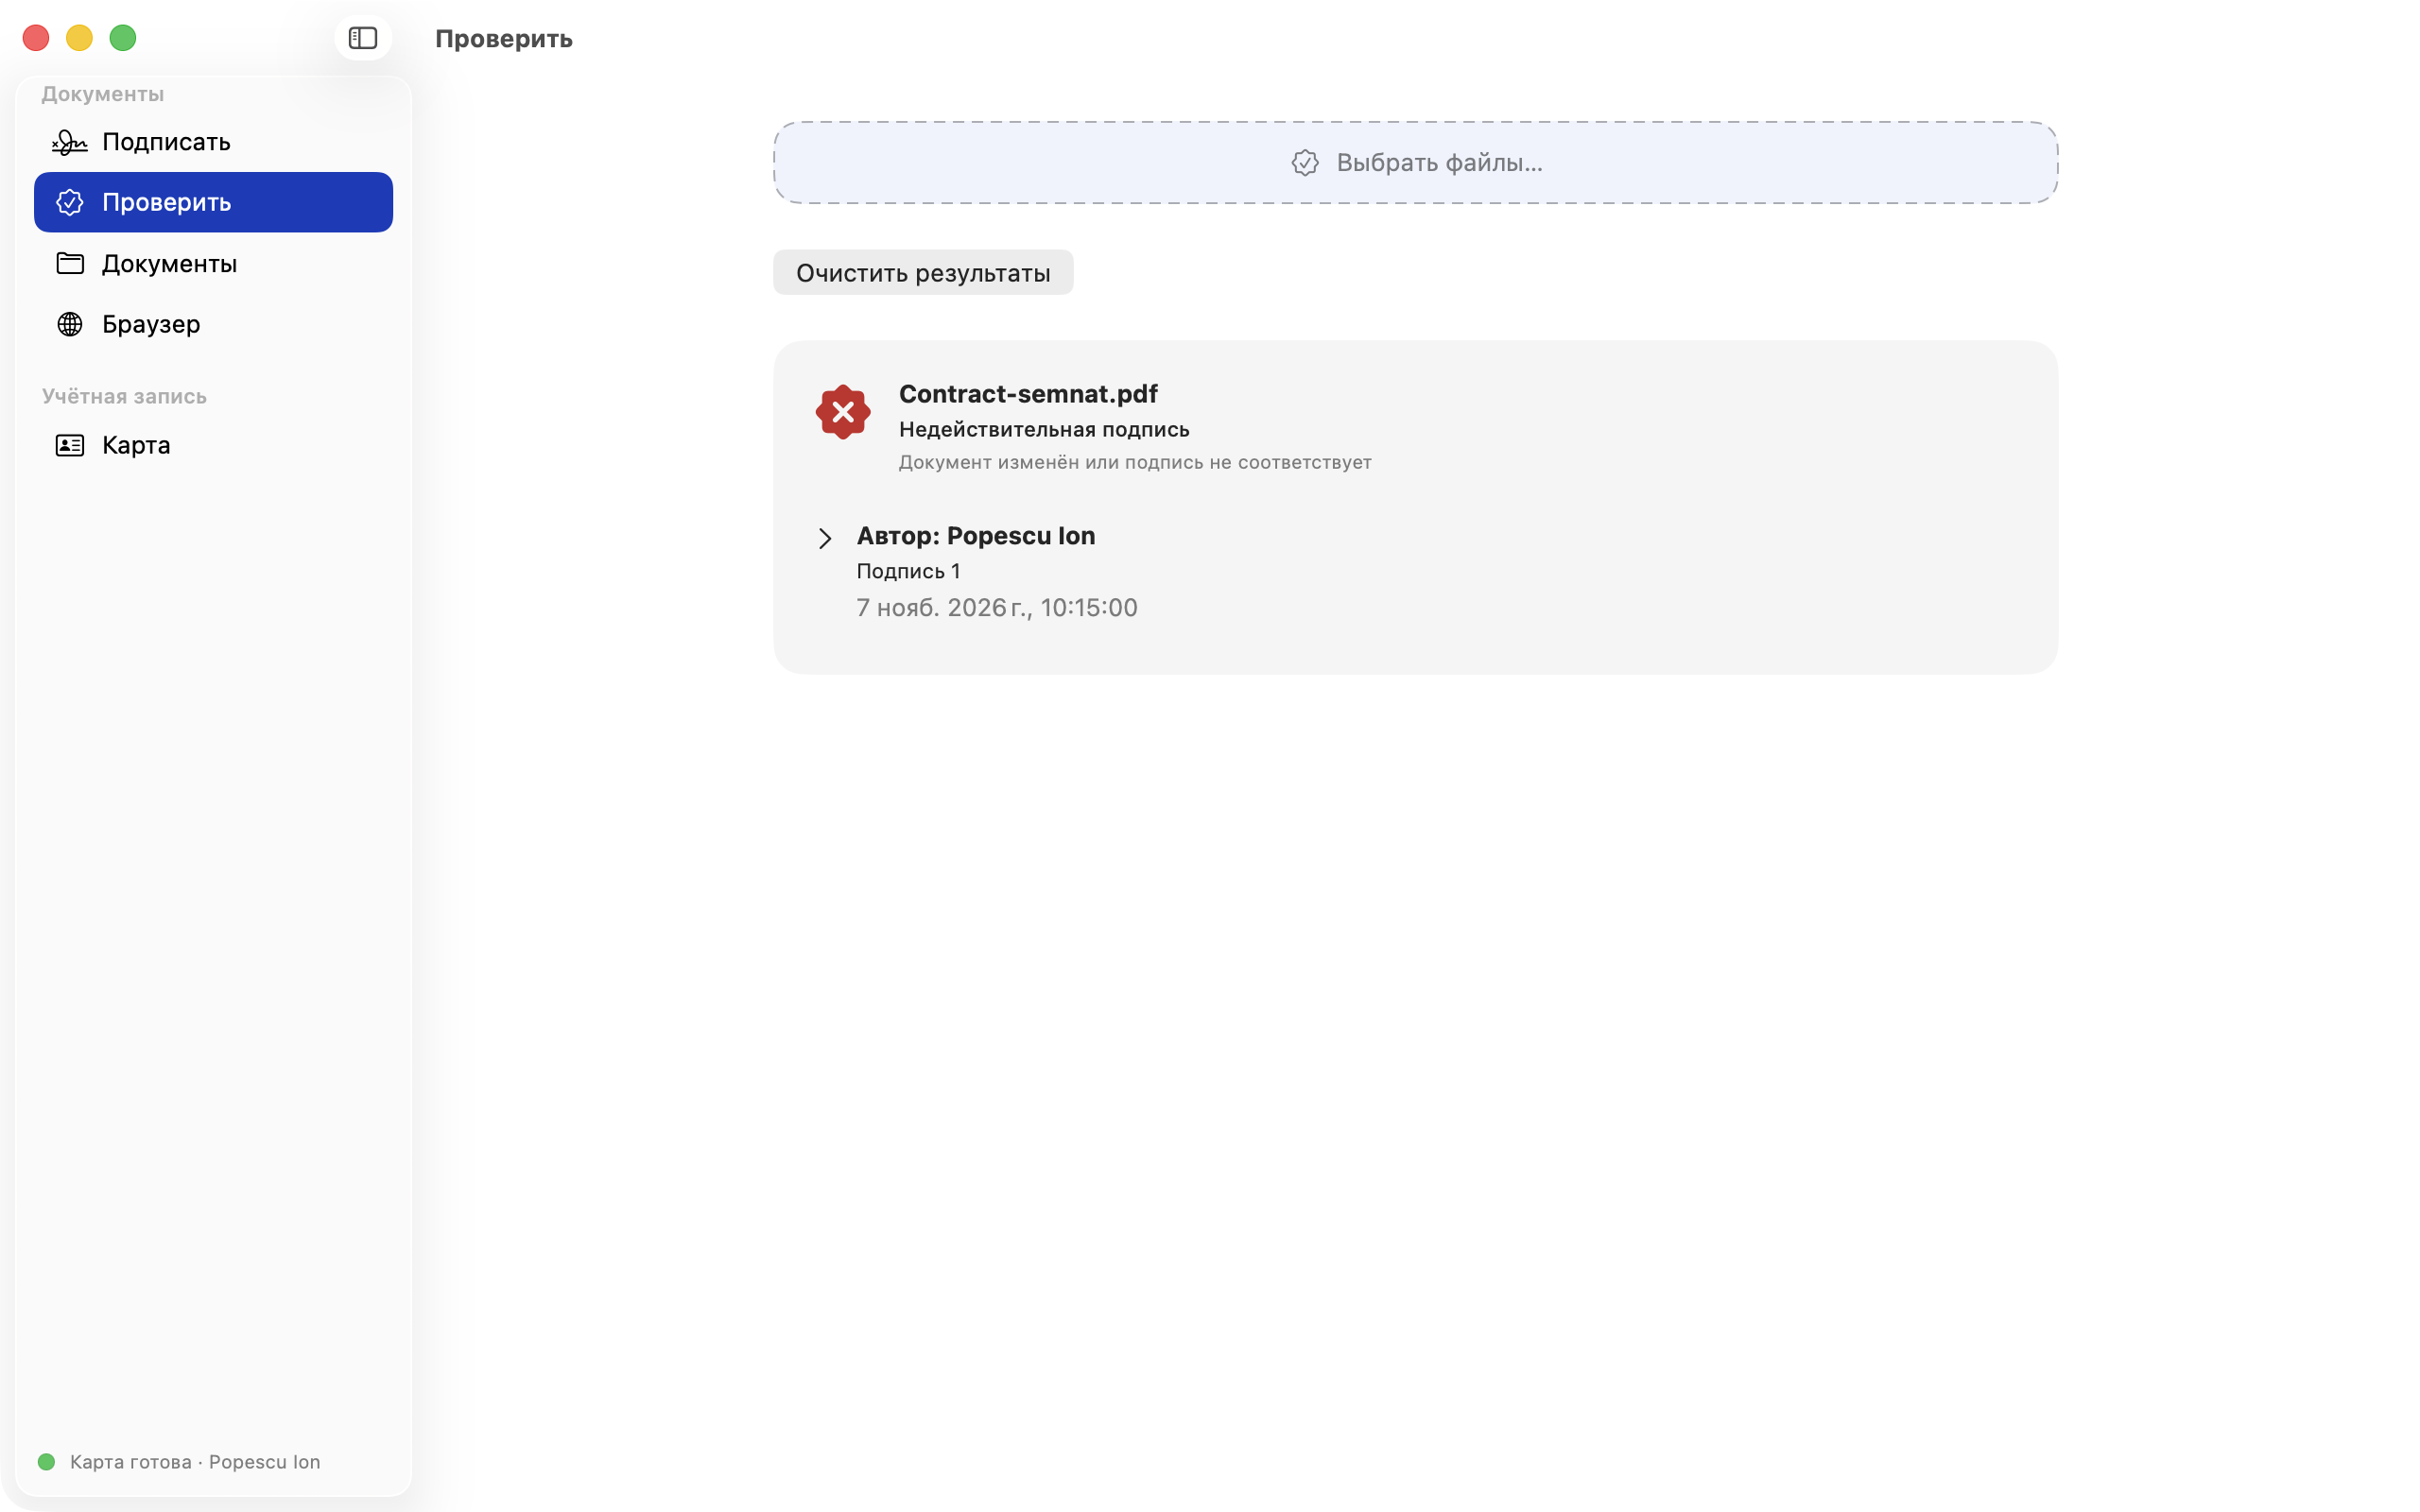 Проверить
Документы
Подписать
Проверить
Документы
Браузер
Учётная запись
Карта
Карта готова · Popescu Ion
Выбрать файлы...
Очистить результаты
Contract-semnat.pdf
Недействительная подпись
Документ изменён или подпись не соответствует
Автор: Popescu Ion
Подпись 1
7 нояб. 2026 г., 10:15:00